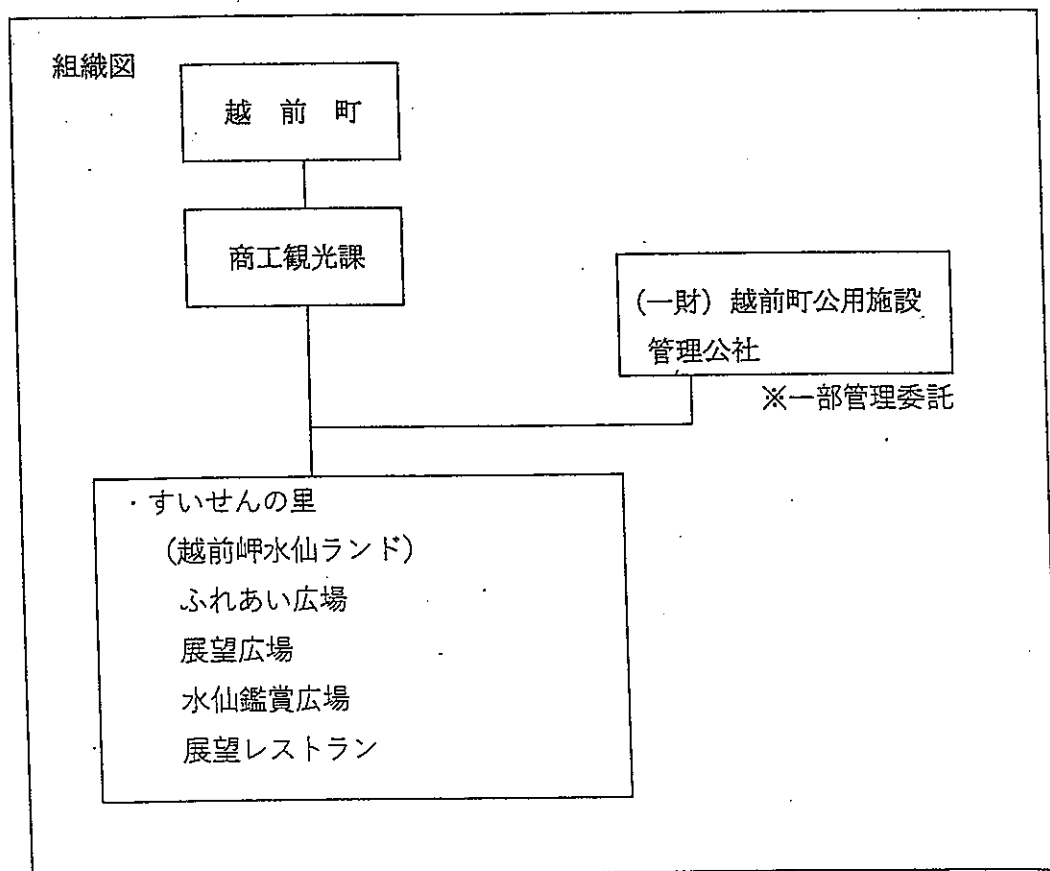 組織図
越 前 町
商工観光課
(一財) 越前町公用施設
管理公社
※一部管理委託
・すいせんの里
(越前岬水仙ランド)
ふれあい広場
展望広場
水仙鑑賞広場
展望レストラン